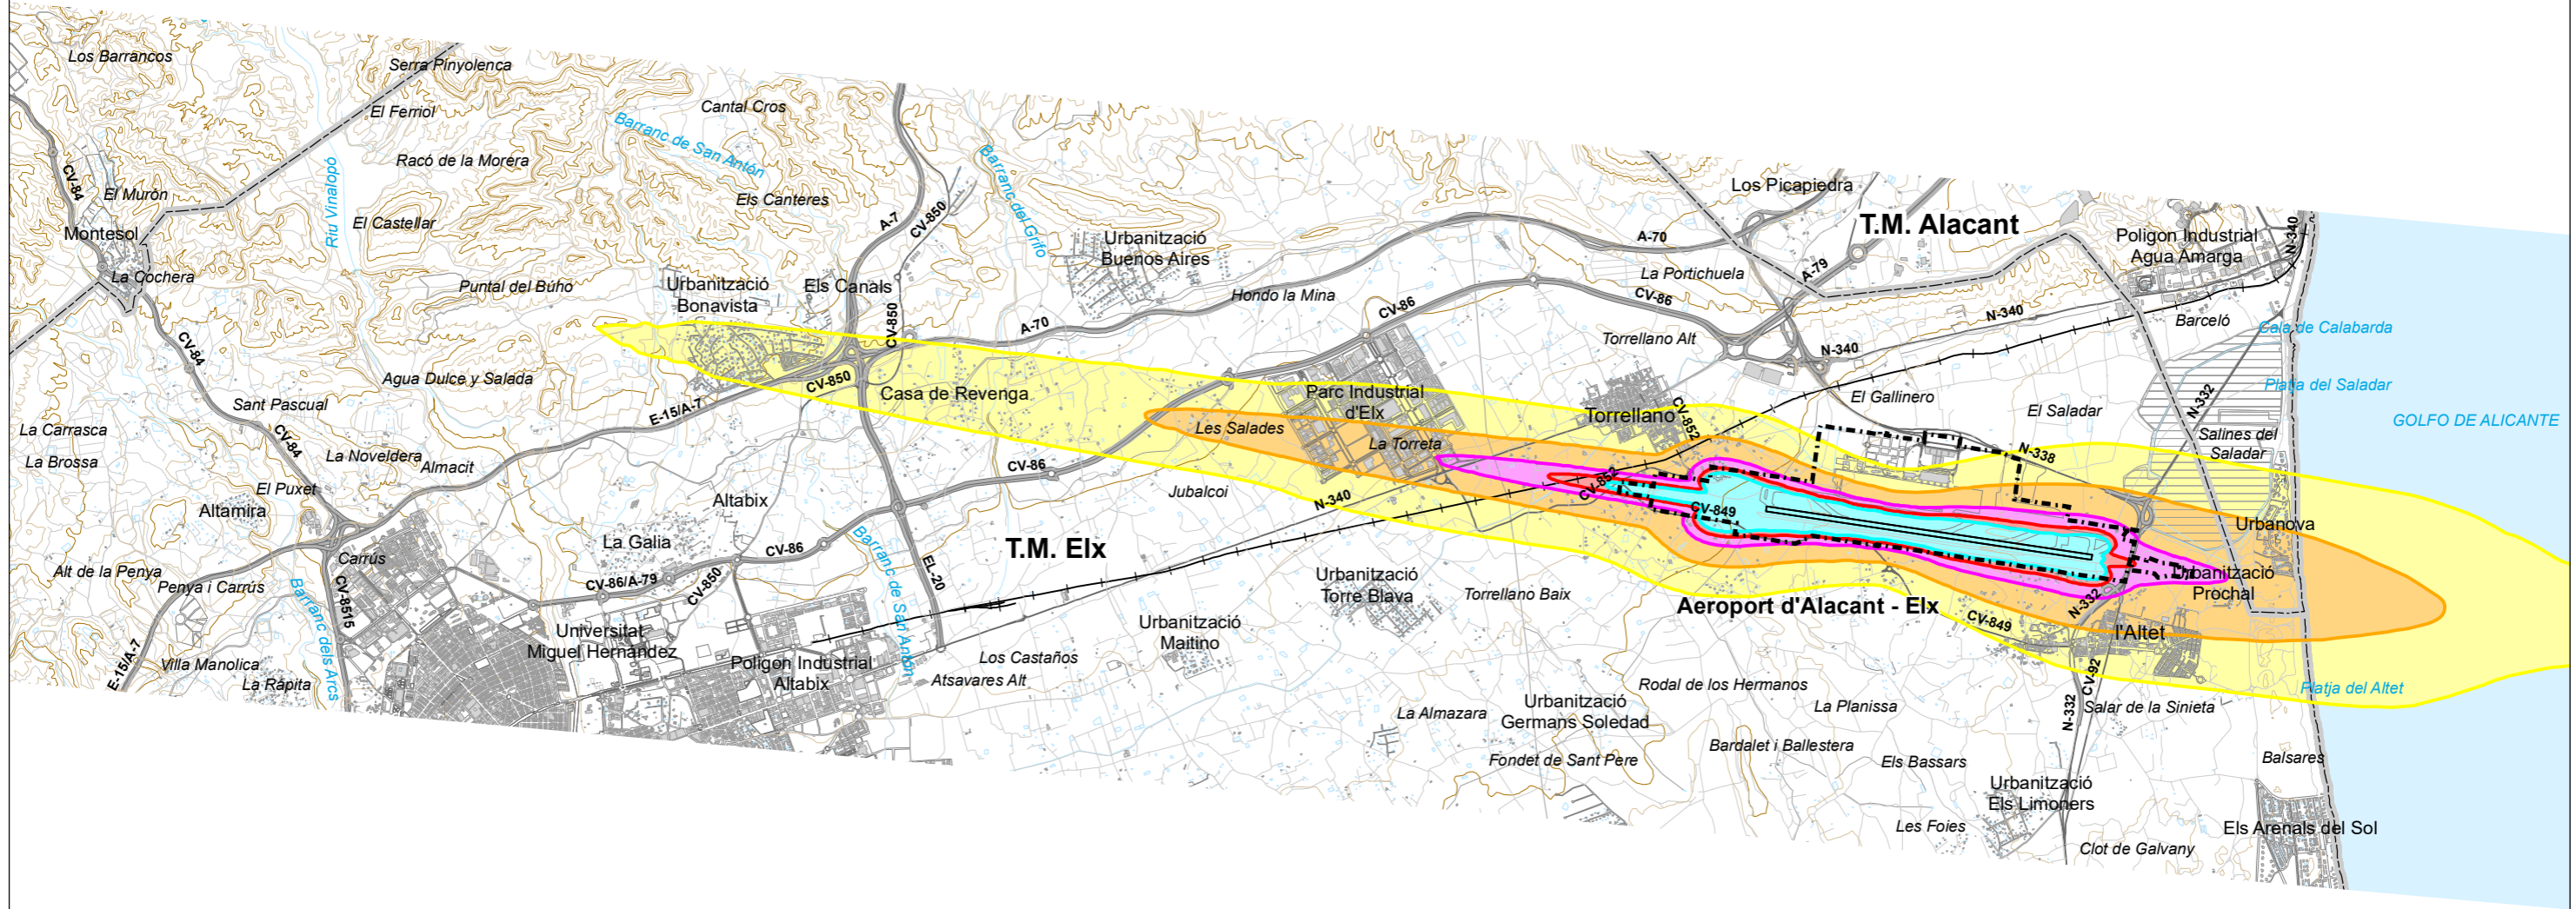 Los Barrancos
Serra Pinyolenca
El Ferriol
Cantal Cros
Barranc de San Antón
Racó de la Morera
CV-84
El Murón
Riu Vinalopó
El Castellar
Els Canteres
A-7
CV-850
Barranc del Grifo
Montesol
La Cochera
Puntal del Búho
Urbanització
Bonavista
Els Canals
CV-850
Urbanització
Buenos Aires
Hondo la Mina
A-70
CV-86
A-70
Los Picapiedra
T.M. Alacant
La Portichuela
A-79
CV-86
Polígon Industrial
Agua Amarga
N-340
N-340
Barceló
Cala de Calabarda
Torrellano Alt
N-340
CV-84
Agua Dulce y Salada
Sant Pascual
La Carrasca
La Brossa
CV-84
La Noveldera
Almacit
E-15/A-7
CV-850
Casa de Revenga
Parc Industrial
d'Elx
Les Salades
La Torreta
Torrellano
CV-852
El Gallinero
El Saladar
N-332
Platja del Saladar
GOLFO DE ALICANTE
Salines del
Saladar
N-338
El Puxet
Altamira
Altabix
CV-86
Jubalcoi
N-340
CV-852
CV-849
Urbanova
La Galia
CV-86
Barranc de San Antón
EL-20
T.M. Elx
Carrús
Alt de la Penya
Penya i Carrús
Barranc dels Arcs
CV-8515
CV-86/A-79
CV-850
Urbanització
Torre Blava
Torrellano Baix
Aeroport d'Alacant - Elx
CV-849
N-332
Urbanització
Prochal
l'Altet
E-15/A-7
Villa Manolica
La Ràpita
Universitat
Miguel Hernández
Polígon Industrial
Altabix
Urbanització
Maitino
Los Castaños
Atsavares Alt
La Almazara
Urbanització
Germans Soledad
Fondet de Sant Pere
Rodal de los Hermanos
La Planissa
Bardalet i Ballestera
Els Bassars
N-332
CV-92
Salar de la Sinieta
Platja del Altet
Balsares
Urbanització
Els Limoners
Les Foies
Clot de Galvany
Els Arenals del Sol